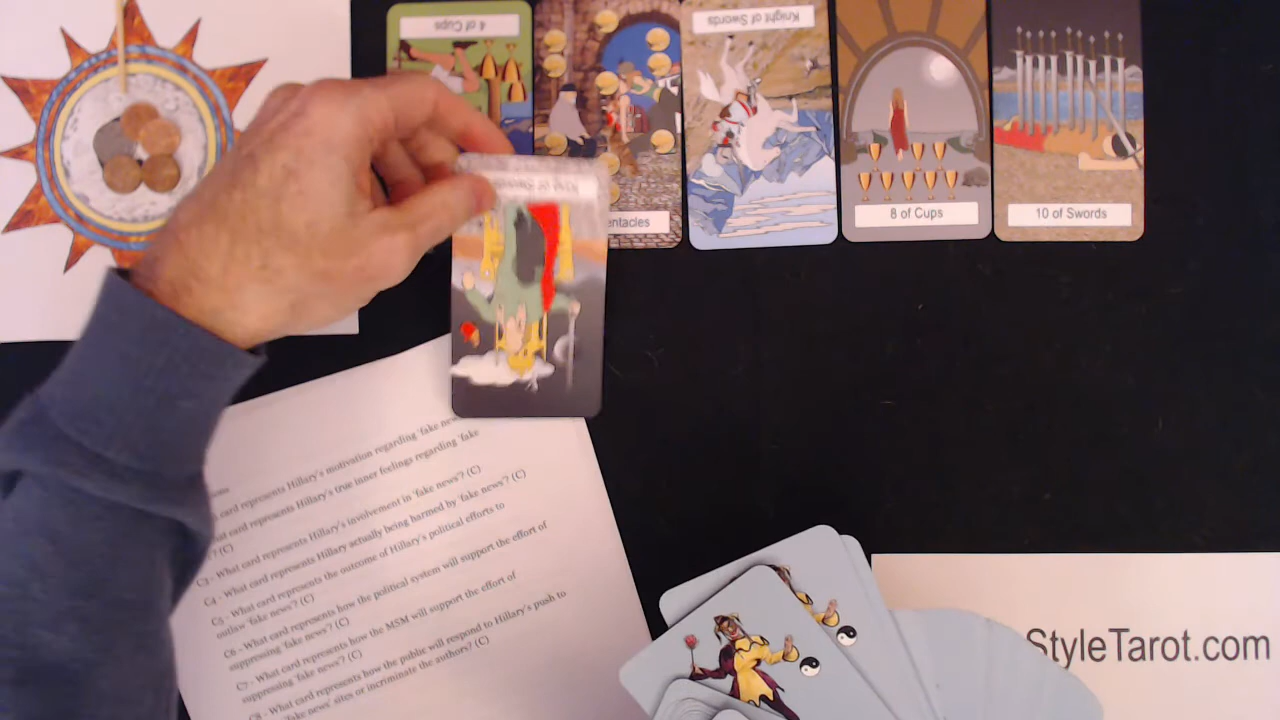 4 of Cups
entacles
Knight of Swords
8 of Cups
10 of Swords
card represents Hillary's motivation regarding 'fake
card represents Hillary's true inner feelings regarding 'fake
? (C)
C3 - What card represents Hillary's involvement in 'fake news'? (C)
C4 - What card represents Hillary actually being harmed by 'fake news'? (C)
C5 - What card represents the outcome of Hillary's political efforts to
outlaw 'fake news'? (C)
C6 - What card represents how the political system will support the effort of
suppressing 'fake news'? (C)
C7 - What card represents how the MSM will support the effort of
suppressing 'fake news'? (C)
C8 - What card represents how the public will respond to Hillary's push to
'fake news' sites or incriminate the authors? (C)
StyleTarot.com